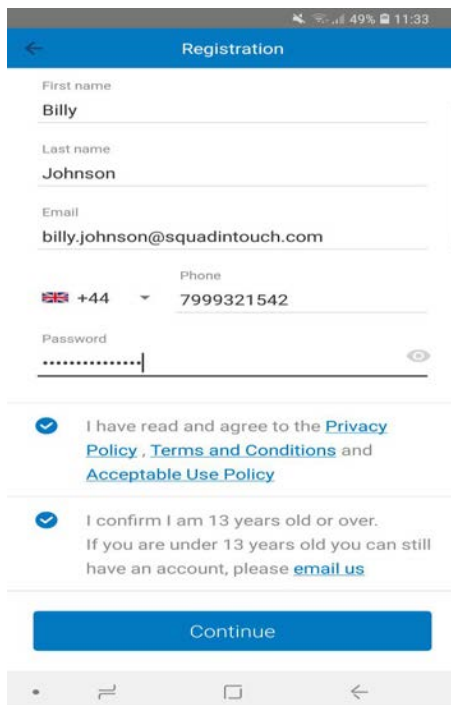 49% 11:33
Registration
First name
Billy
Last name
Johnson
Email
billy.johnson@squadintouch.com
Phone
+44 7999321542
Password
•••••••••••••••
I have read and agree to the Privacy
Policy , Terms and Conditions and
Acceptable Use Policy
I confirm I am 13 years old or over.
If you are under 13 years old you can still
have an account, please email us
Continue